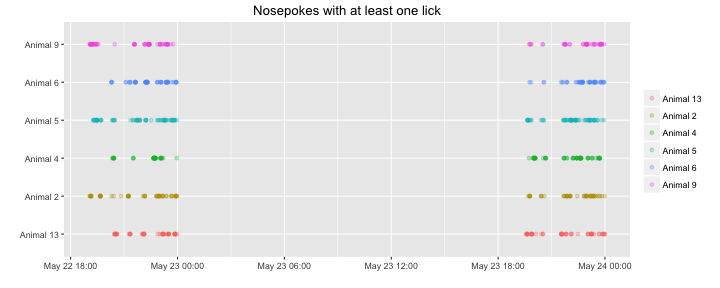 Nosepokes with at least one lick
Animal 9
Animal 6
Animal 5
Animal 4
Animal 2
Animal 13
May 22 18:00
May 23 00:00
May 23 06:00
May 23 12:00
May 23 18:00
May 24 00:00
Animal 13
Animal 2
Animal 4
Animal 5
Animal 6
Animal 9